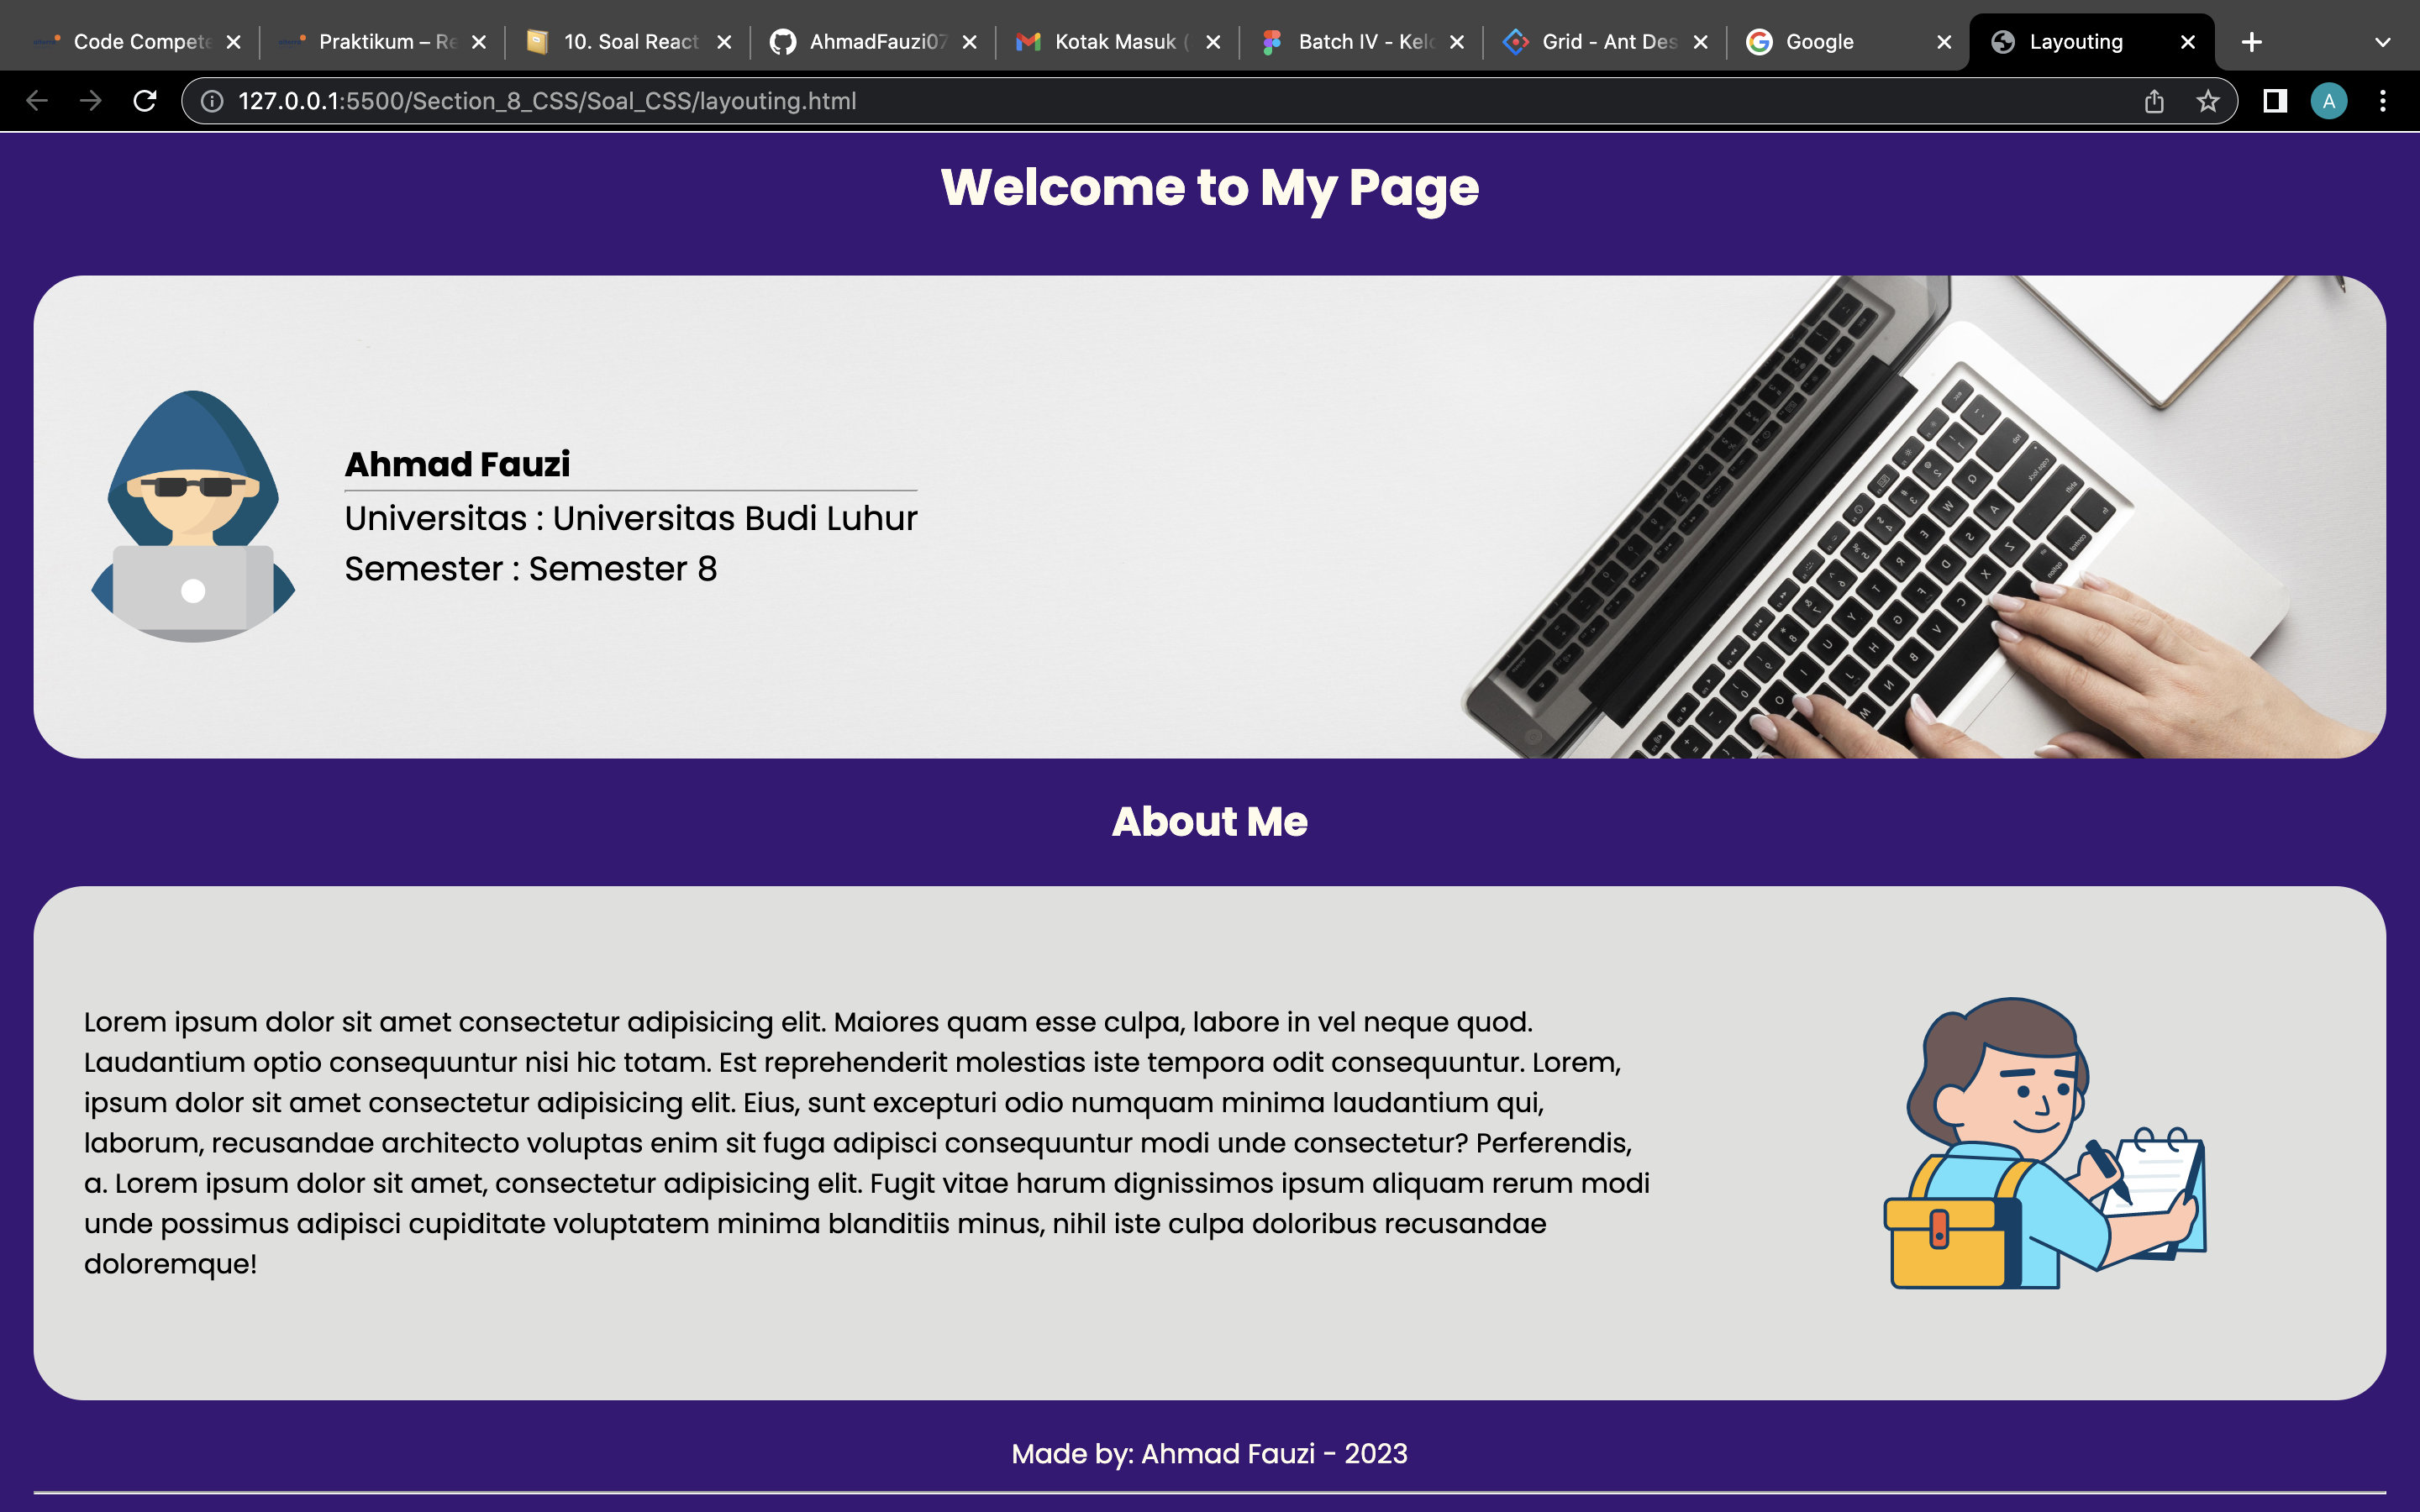 Code Compete
Praktikum – Re
10. Soal React
AhmadFauzi07
Kotak Masuk (
Batch IV - Kelo
Grid - Ant Des
Google
Layouting
127.0.0.1:5500/Section_8_CSS/Soal_CSS/layouting.html
A
Welcome to My Page
Ahmad Fauzi
Universitas : Universitas Budi Luhur
Semester : Semester 8
About Me
Lorem ipsum dolor sit amet consectetur adipisicing elit. Maiores quam esse culpa, labore in vel neque quod.
Laudantium optio consequuntur nisi hic totam. Est reprehenderit molestias iste tempora odit consequuntur. Lorem,
ipsum dolor sit amet consectetur adipisicing elit. Eius, sunt excepturi odio numquam minima laudantium qui,
laborum, recusandae architecto voluptas enim sit fuga adipisci consequuntur modi unde consectetur? Perferendis,
a. Lorem ipsum dolor sit amet, consectetur adipisicing elit. Fugit vitae harum dignissimos ipsum aliquam rerum modi
unde possimus adipisci cupiditate voluptatem minima blanditiis minus, nihil iste culpa doloribus recusandae
doloremque!
Made by: Ahmad Fauzi - 2023